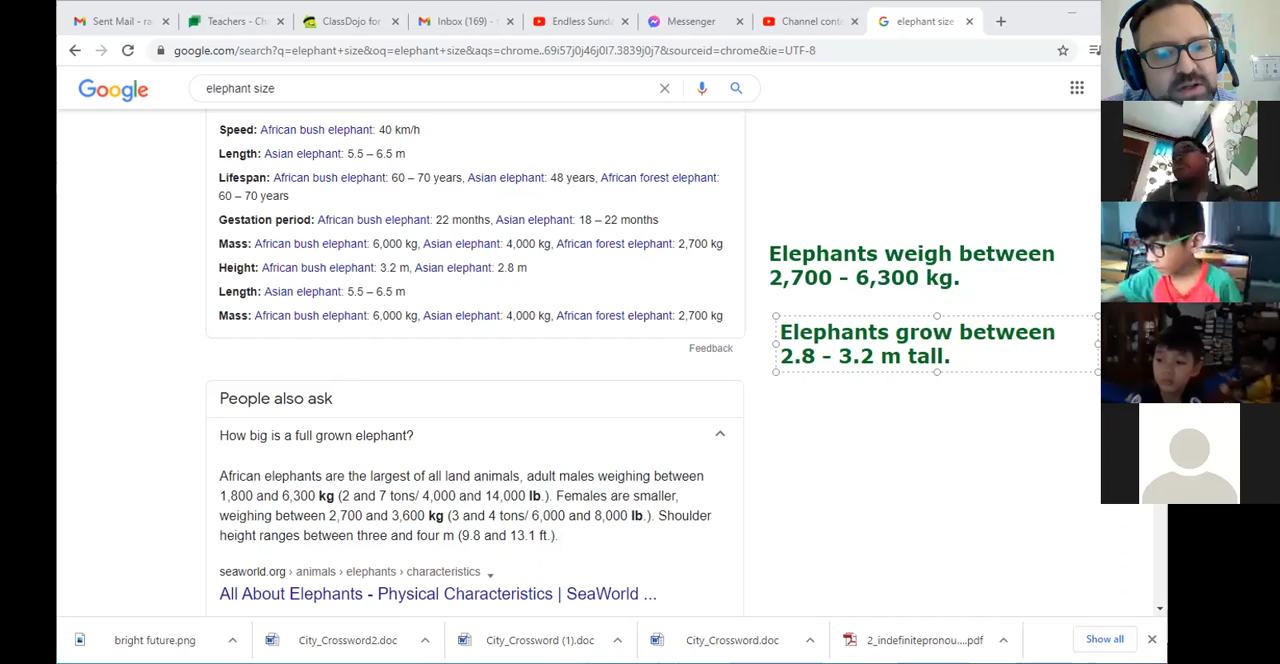 Sent Mail - ra
Teachers - Ch
ClassDojo for
Inbox (169) -
Endless Sunda
Messenger
Channel conte
elephant size
google.com/search?q=elephant+size&oq=elephant+size&aqs=chrome..69i57j0j46j0l7.3839j0j7&sourceid=chrome&ie=UTF-8
Google
elephant size
Speed: African bush elephant: 40 km/h
Length: Asian elephant: 5.5 – 6.5 m
Lifespan: African bush elephant: 60 – 70 years, Asian elephant: 48 years, African forest elephant:
60 – 70 years
Gestation period: African bush elephant: 22 months, Asian elephant: 18 – 22 months
Mass: African bush elephant: 6,000 kg, Asian elephant: 4,000 kg, African forest elephant: 2,700 kg
Height: African bush elephant: 3.2 m, Asian elephant: 2.8 m
Length: Asian elephant: 5.5 – 6.5 m
Mass: African bush elephant: 6,000 kg, Asian elephant: 4,000 kg, African forest elephant: 2,700 kg
Feedback
Elephants weigh between
2,700 - 6,300 kg.
Elephants grow between
2.8 - 3.2 m tall.
People also ask
How big is a full grown elephant?
African elephants are the largest of all land animals, adult males weighing between
1,800 and 6,300 kg (2 and 7 tons/ 4,000 and 14,000 lb.). Females are smaller,
weighing between 2,700 and 3,600 kg (3 and 4 tons/ 6,000 and 8,000 lb.). Shoulder
height ranges between three and four m (9.8 and 13.1 ft.).
seaworld.org › animals › elephants › characteristics
All About Elephants - Physical Characteristics | SeaWorld ...
bright future.png
City_Crossword2.doc
City_Crossword (1).doc
City_Crossword.doc
2_indefinitepronou....pdf
Show all